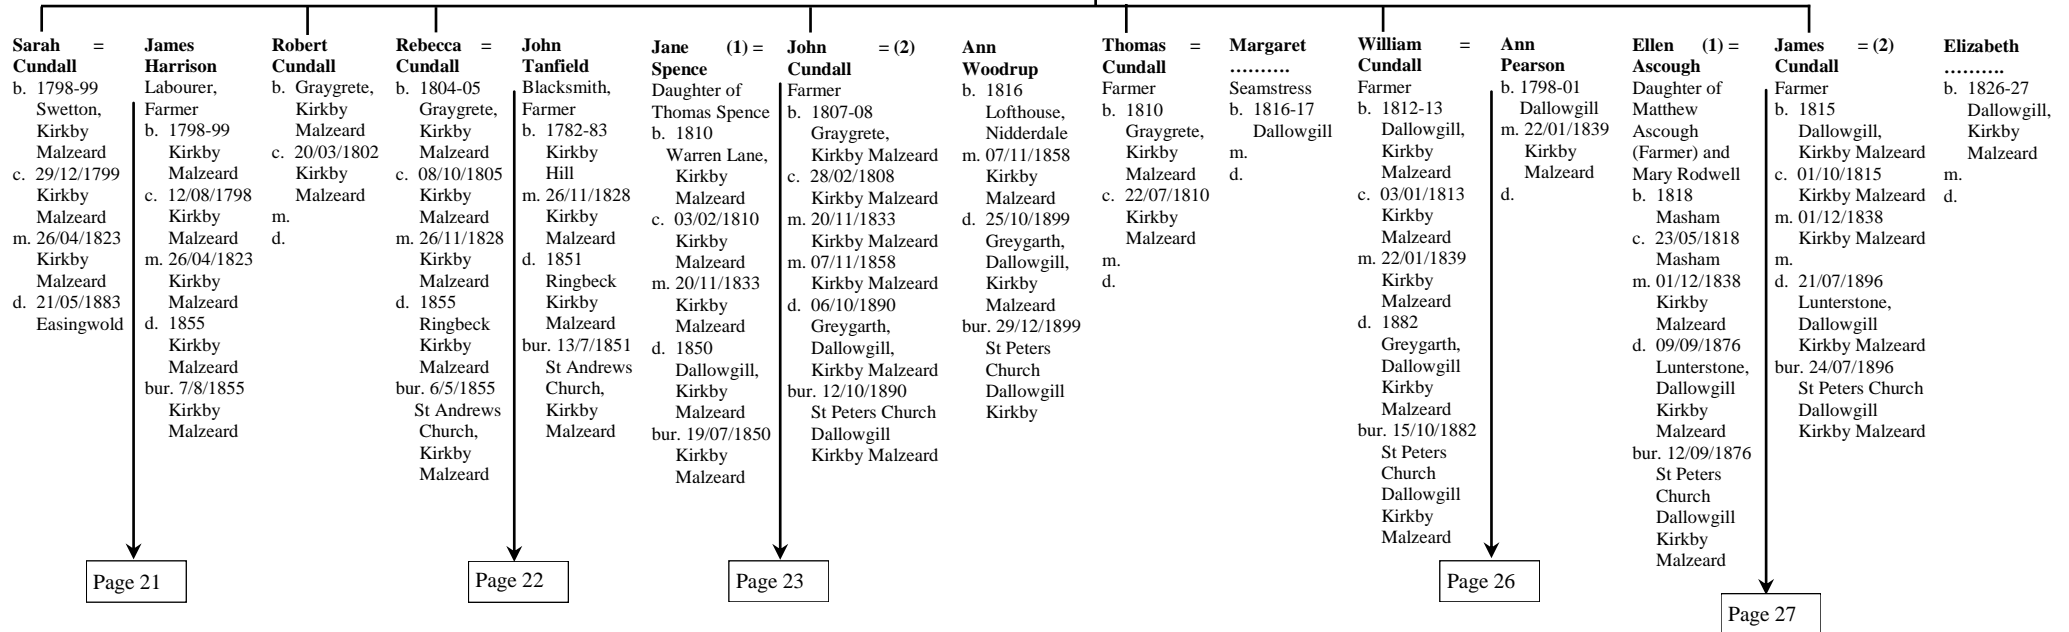 Sarah =
Cundall
b. 1798-99
Swetton,
Kirkby
Malzeard
c. 29/12/1799
Kirkby
Malzeard
m. 26/04/1823
Kirkby
Malzeard
d. 21/05/1883
Easingwold
James
Harrison
Labourer,
Farmer
b. 1798-99
Kirkby
Malzeard
c. 12/08/1798
Kirkby
Malzeard
m. 26/04/1823
Kirkby
Malzeard
d. 1855
Kirkby
Malzeard
bur. 7/8/1855
Kirkby
Malzeard
Page 21
Robert
Cundall
b. Graygrete,
Kirkby
Malzeard
c. 20/03/1802
Kirkby
Malzeard
m.
d.
Rebecca =
Cundall
b. 1804-05
Graygrete,
Kirkby
Malzeard
c. 08/10/1805
Kirkby
Malzeard
m. 26/11/1828
Kirkby
Malzeard
d. 1855
Ringbeck
Kirkby
Malzeard
bur. 6/5/1855
St Andrews
Church,
Kirkby
Malzeard
John
Tanfield
Blacksmith,
Farmer
b. 1782-83
Kirkby
Hill
m. 26/11/1828
Kirkby
Malzeard
d. 1851
Ringbeck
Kirkby
Malzeard
bur. 13/7/1851
St Andrews
Church,
Kirkby
Malzeard
Page 22
Jane (1) =
Spence
Daughter of
Thomas Spence
b. 1810
Warren Lane,
Kirkby
Malzeard
c. 03/02/1810
Kirkby
Malzeard
m. 20/11/1833
Kirkby
Malzeard
d. 1850
Dallowgill,
Kirkby
Malzeard
bur. 19/07/1850
Kirkby
Malzeard
John = (2)
Cundall
Farmer
b. 1807-08
Graygrete,
Kirkby Malzeard
c. 28/02/1808
Kirkby Malzeard
m. 20/11/1833
Kirkby Malzeard
m. 07/11/1858
Kirkby Malzeard
d. 06/10/1890
Greygarth,
Dallowgill,
Kirkby Malzeard
bur. 12/10/1890
St Peters Church
Dallowgill
Kirkby Malzeard
Page 23
Ann
Woodrup
b. 1816
Lofthouse,
Nidderdale
m. 07/11/1858
Kirkby
Malzeard
d. 25/10/1899
Greygarth,
Dallowgill,
Kirkby
Malzeard
bur. 29/12/1899
St Peters
Church
Dallowgill
Kirkby
Thomas =
Cundall
Farmer
b. 1810
Graygrete,
Kirkby
Malzeard
c. 22/07/1810
Kirkby
Malzeard
m.
d.
Margaret
……….
Seamstress
b. 1816-17
Dallowgill
m.
d.
William =
Cundall
Farmer
b. 1812-13
Dallowgill,
Kirkby
Malzeard
c. 03/01/1813
Kirkby
Malzeard
m. 22/01/1839
Kirkby
Malzeard
d. 1882
Greygarth,
Dallowgill
Kirkby
Malzeard
bur. 15/10/1882
St Peters
Church
Dallowgill
Kirkby
Malzeard
Ann
Pearson
b. 1798-01
Dallowgill
m. 22/01/1839
Kirkby
Malzeard
d.
Page 26
Ellen (1) =
Ascough
Daughter of
Matthew
Ascough
(Farmer) and
Mary Rodwell
b. 1818
Masham
c. 23/05/1818
Masham
m. 01/12/1838
Kirkby
Malzeard
d. 09/09/1876
Lunterstone,
Dallowgill
Kirkby
Malzeard
bur. 12/09/1876
St Peters
Church
Dallowgill
Kirkby
Malzeard
James = (2)
Cundall
Farmer
b. 1815
Dallowgill,
Kirkby Malzeard
c. 01/10/1815
Kirkby Malzeard
m. 01/12/1838
Kirkby Malzeard
m.
d. 21/07/1896
Lunterstone,
Dallowgill
Kirkby Malzeard
bur. 24/07/1896
St Peters Church
Dallowgill
Kirkby Malzeard
Page 27
Elizabeth
……….
b. 1826-27
Dallowgill,
Kirkby
Malzeard
m.
d.